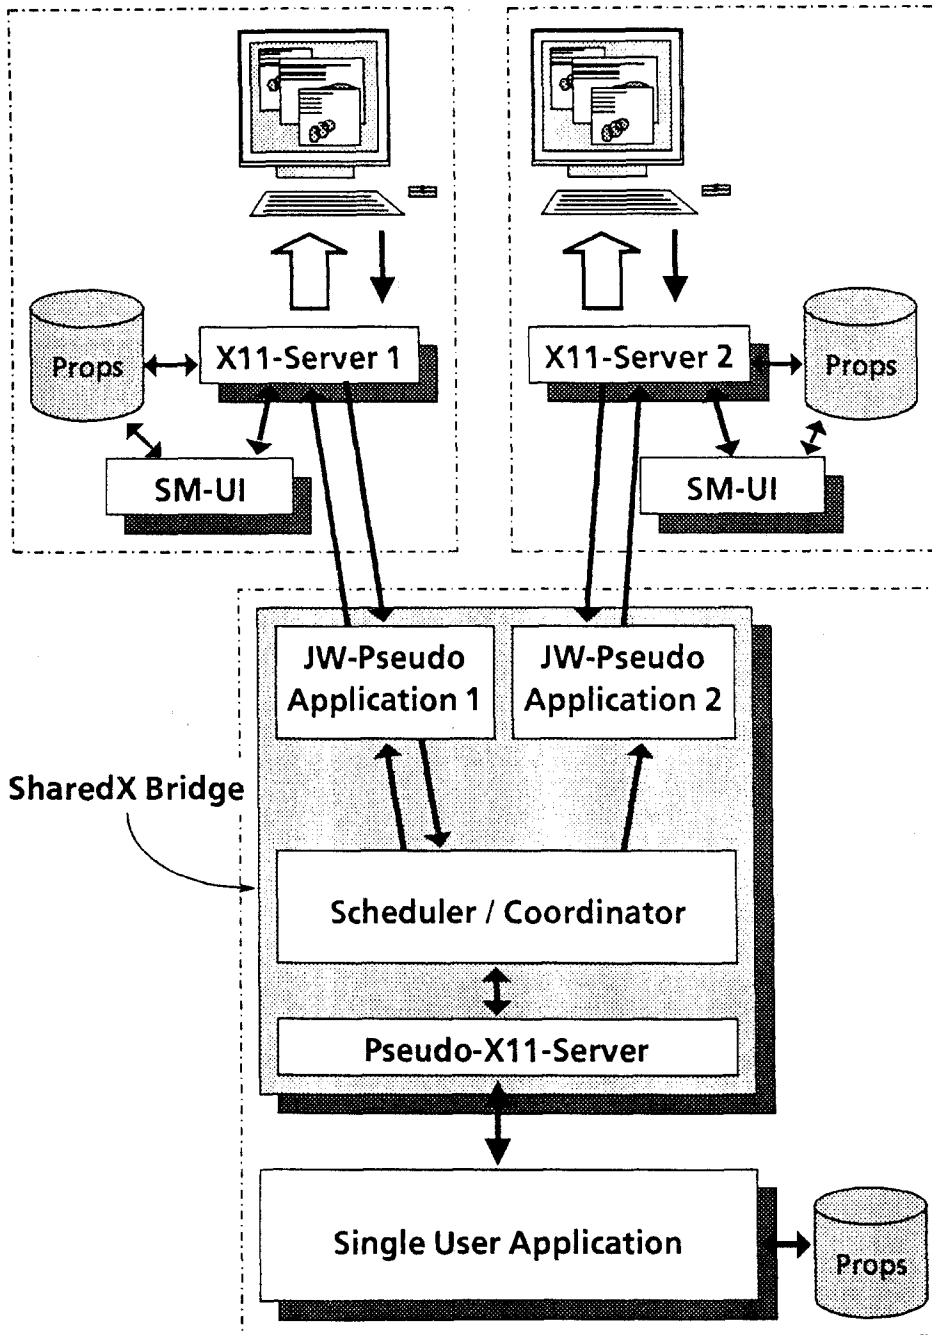 Props
X11-Server 1
SM-UI
X11-Server 2
Props
SM-UI
JW-Pseudo
Application 1
JW-Pseudo
Application 2
SharedX Bridge
Scheduler / Coordinator
Pseudo-X11-Server
Single User Application
Props